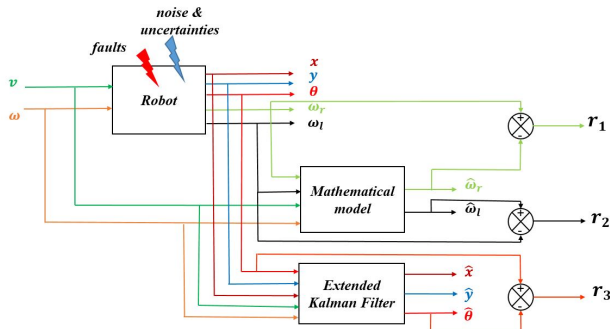 noise &
uncertainties
faults
v
ω
Robot
x
y
θ
ω_r
ω_l
+
-
r_1
Mathematical
model
ω̂_r
ω̂_l
-
+
-
r_2
Extended
Kalman Filter
x̂
ŷ
θ̂
+
-
r_3